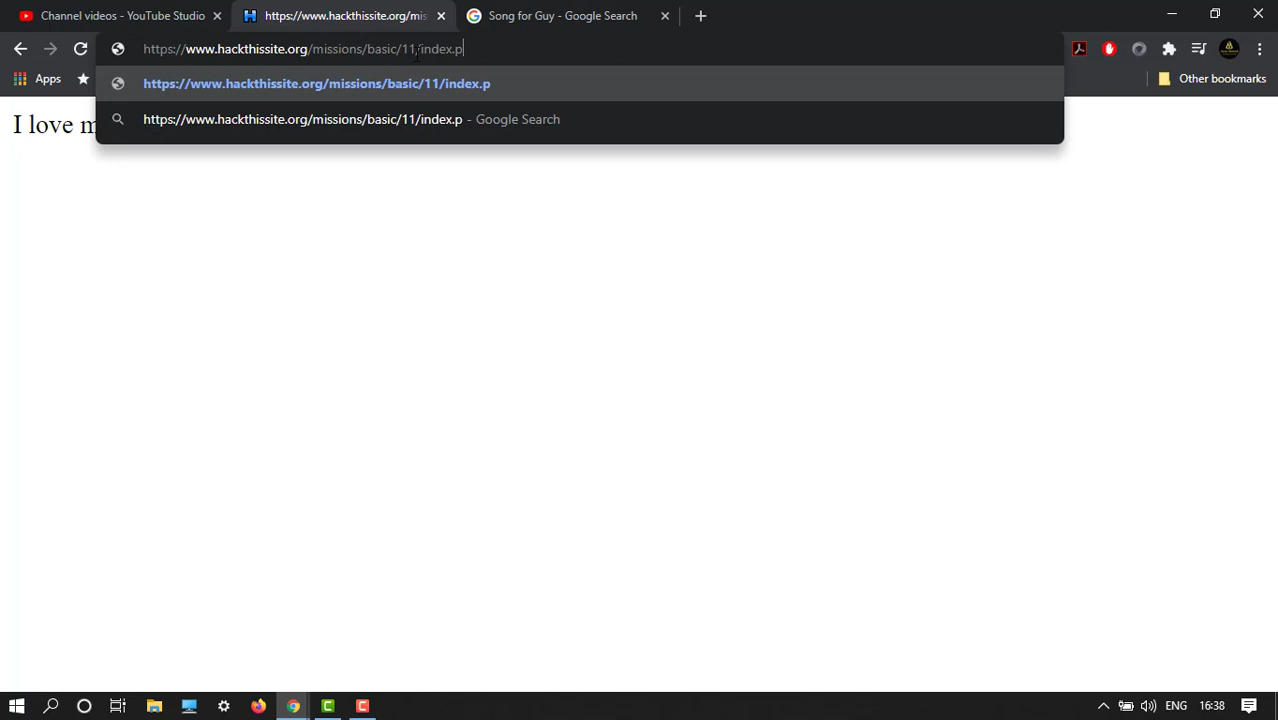 Channel videos - YouTube Studio
https://www.hackthissite.org/mis
Song for Guy - Google Search
https://www.hackthissite.org/missions/basic/11/index.p
Apps
https://www.hackthissite.org/missions/basic/11/index.p
Other bookmarks
I love m
https://www.hackthissite.org/missions/basic/11/index.p - Google Search
ENG
16:38